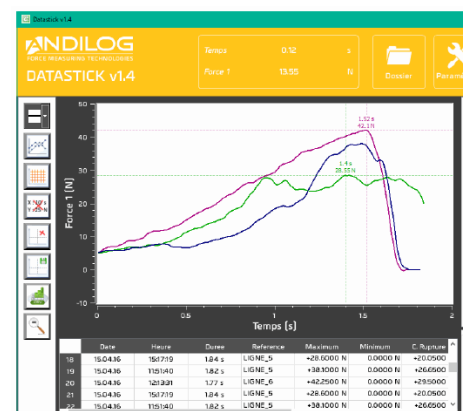 Datastick v1.4
ANDILOG
FORCE MEASURING TECHNOLOGIES
DATASTICK v1.4
Temps 0.12 s
Force 1 13.55 N
Dossier
Paramè
50
40
30
20
10
0
-10
Force 1 [N]
1.52 s
42.1 N
1.4 s
28.35 N
0 0.5 1 1.5 2
Temps [s]
Date Heure Duree Reference Maximum Minimum C. Rupture
18 15.04.16 15:17:19 1.84 s LIGNE_5 +28.6000 N 0.0000 N +20.0500
19 15.04.16 11:51:40 1.82 s LIGNE_5 +38.1000 N 0.0000 N +26.6500
20 15.04.16 12:13:31 1.77 s LIGNE_6 +42.2500 N 0.0000 N +29.5000
21 15.04.16 15:17:19 1.84 s LIGNE_5 +28.6000 N 0.0000 N +20.0500
22 15.04.16 11:51:40 1.82 s LIGNE_5 +38.1000 N 0.0000 N +26.6500